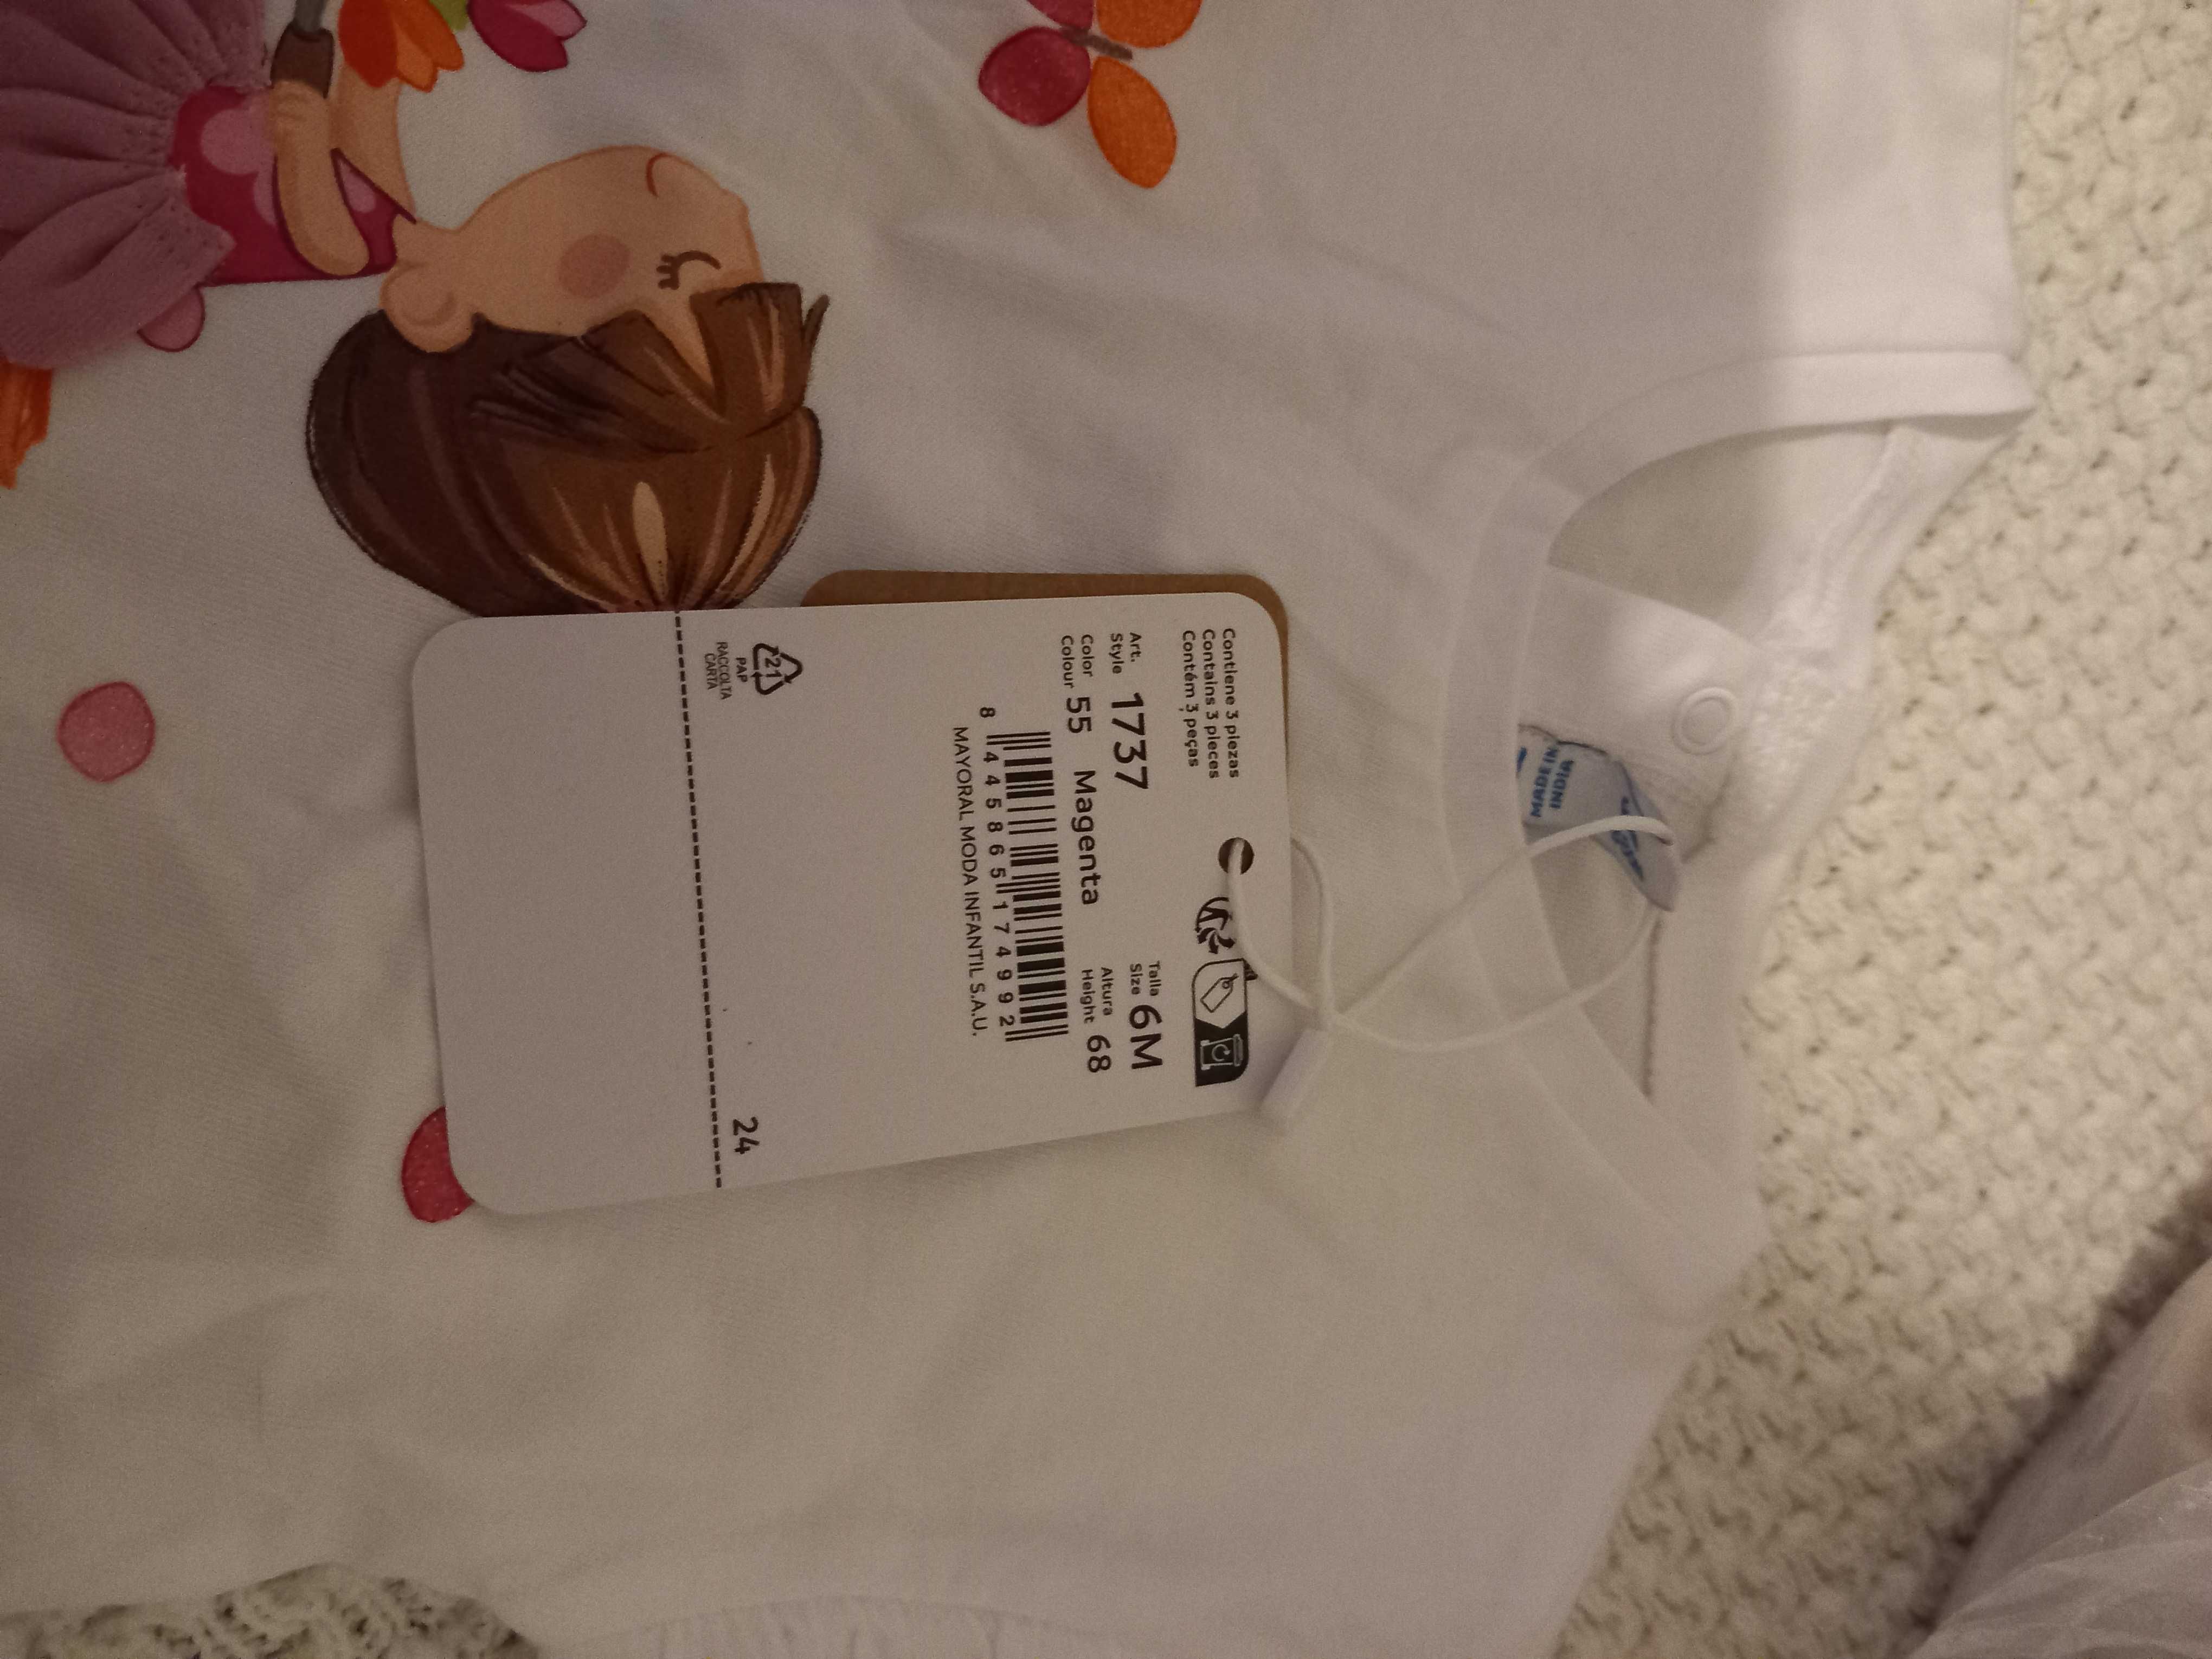 Contiene 3 piezas
Contains 3 pieces
Contém 3 peças
Art.
Style 1737
Talla
Size 6M
Color
Colour 55 Magenta
Altura
Height 68
8 445865 174992
MAYORAL MODA INFANTIL S.A.U.
21
PAP
RACCOLTA
CARTA
24
MADE IN
INDIA